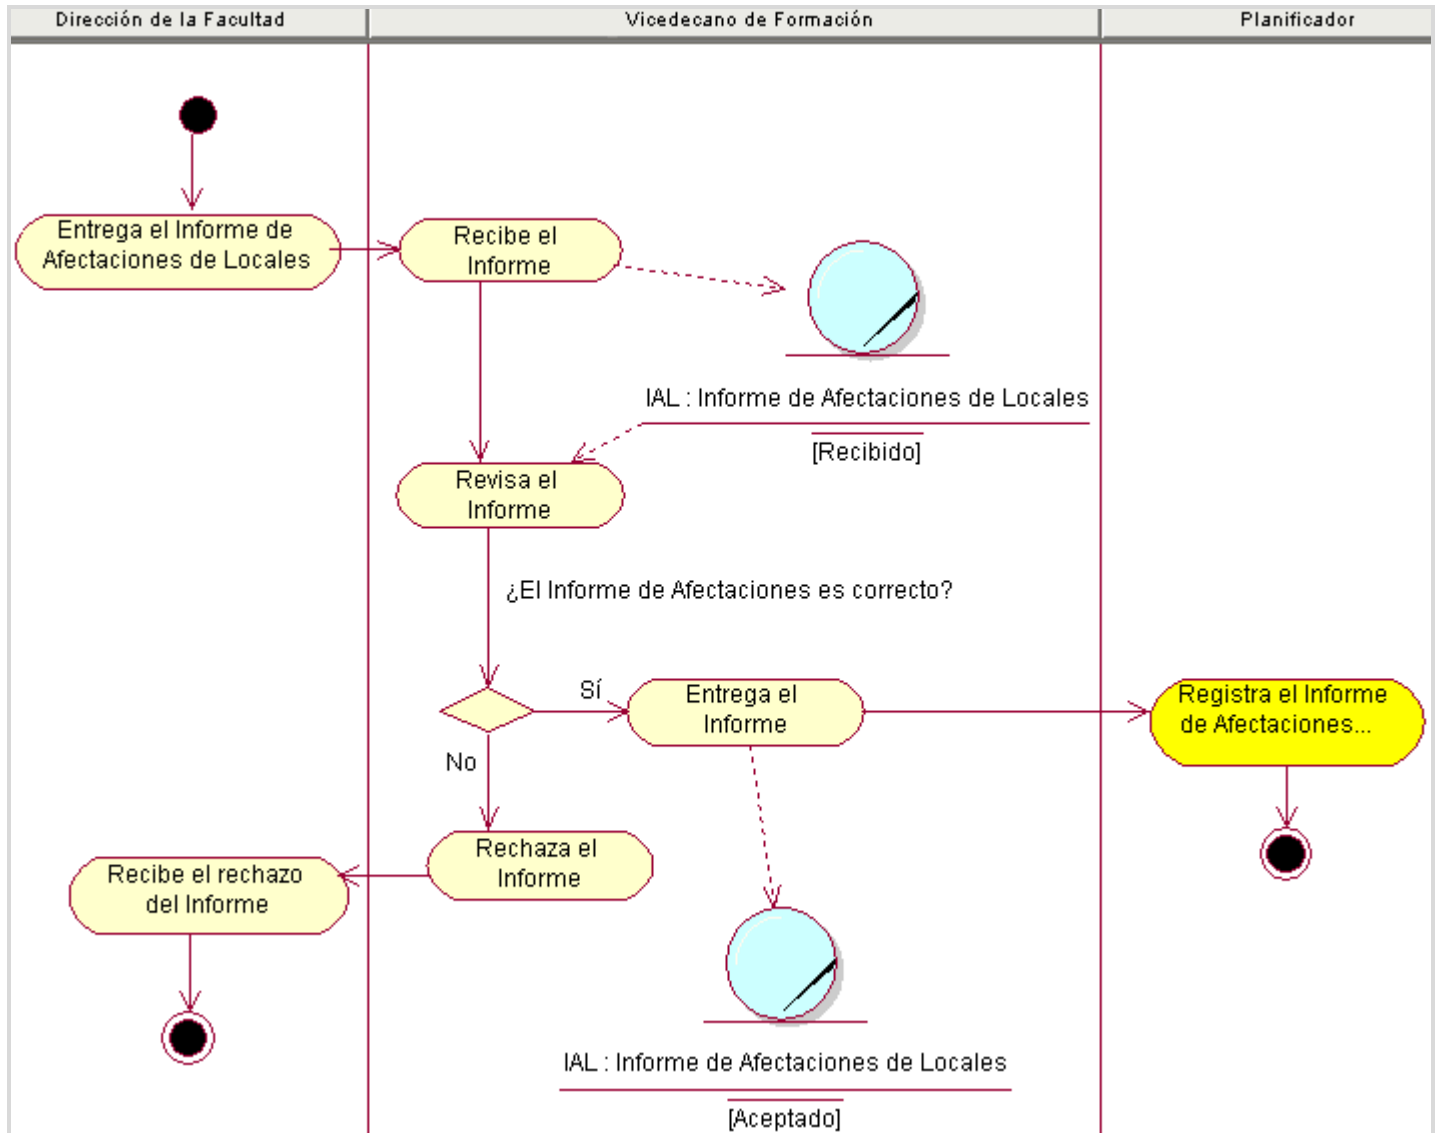 Dirección de la Facultad
Vicedecano de Formación
Planificador
Entrega el Informe de
Afectaciones de Locales
Recibe el
Informe
IAL : Informe de Afectaciones de Locales
[Recibido]
Revisa el
Informe
¿El Informe de Afectaciones es correcto?
Sí
Entrega el
Informe
Registra el Informe
de Afectaciones...
No
Rechaza el
Informe
Recibe el rechazo
del Informe
IAL : Informe de Afectaciones de Locales
[Aceptado]